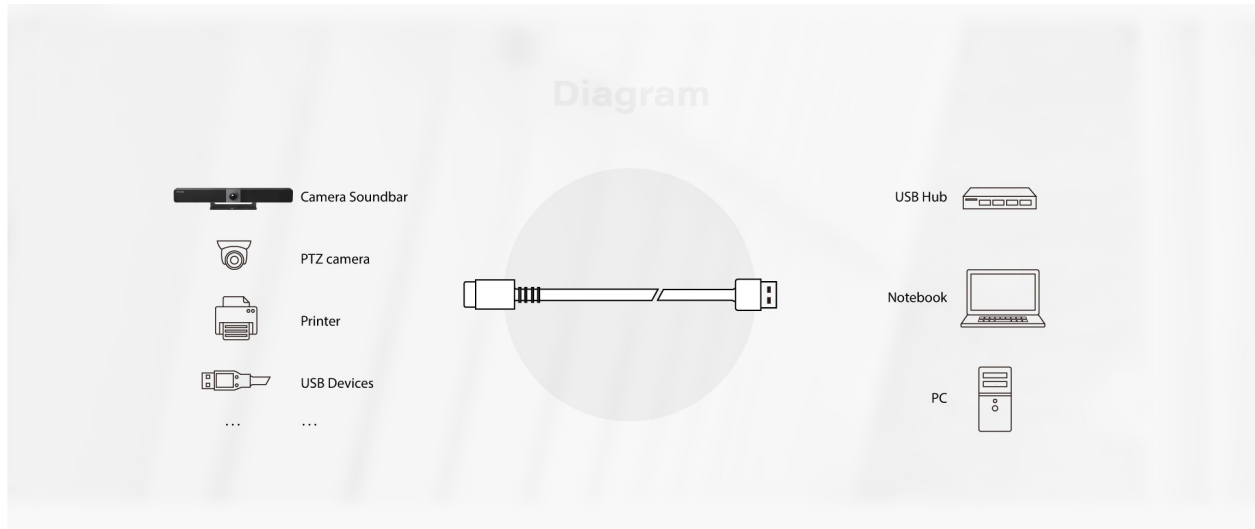 Diagram
Camera Soundbar
PTZ camera
Printer
USB Devices
... ...
USB Hub
Notebook
PC